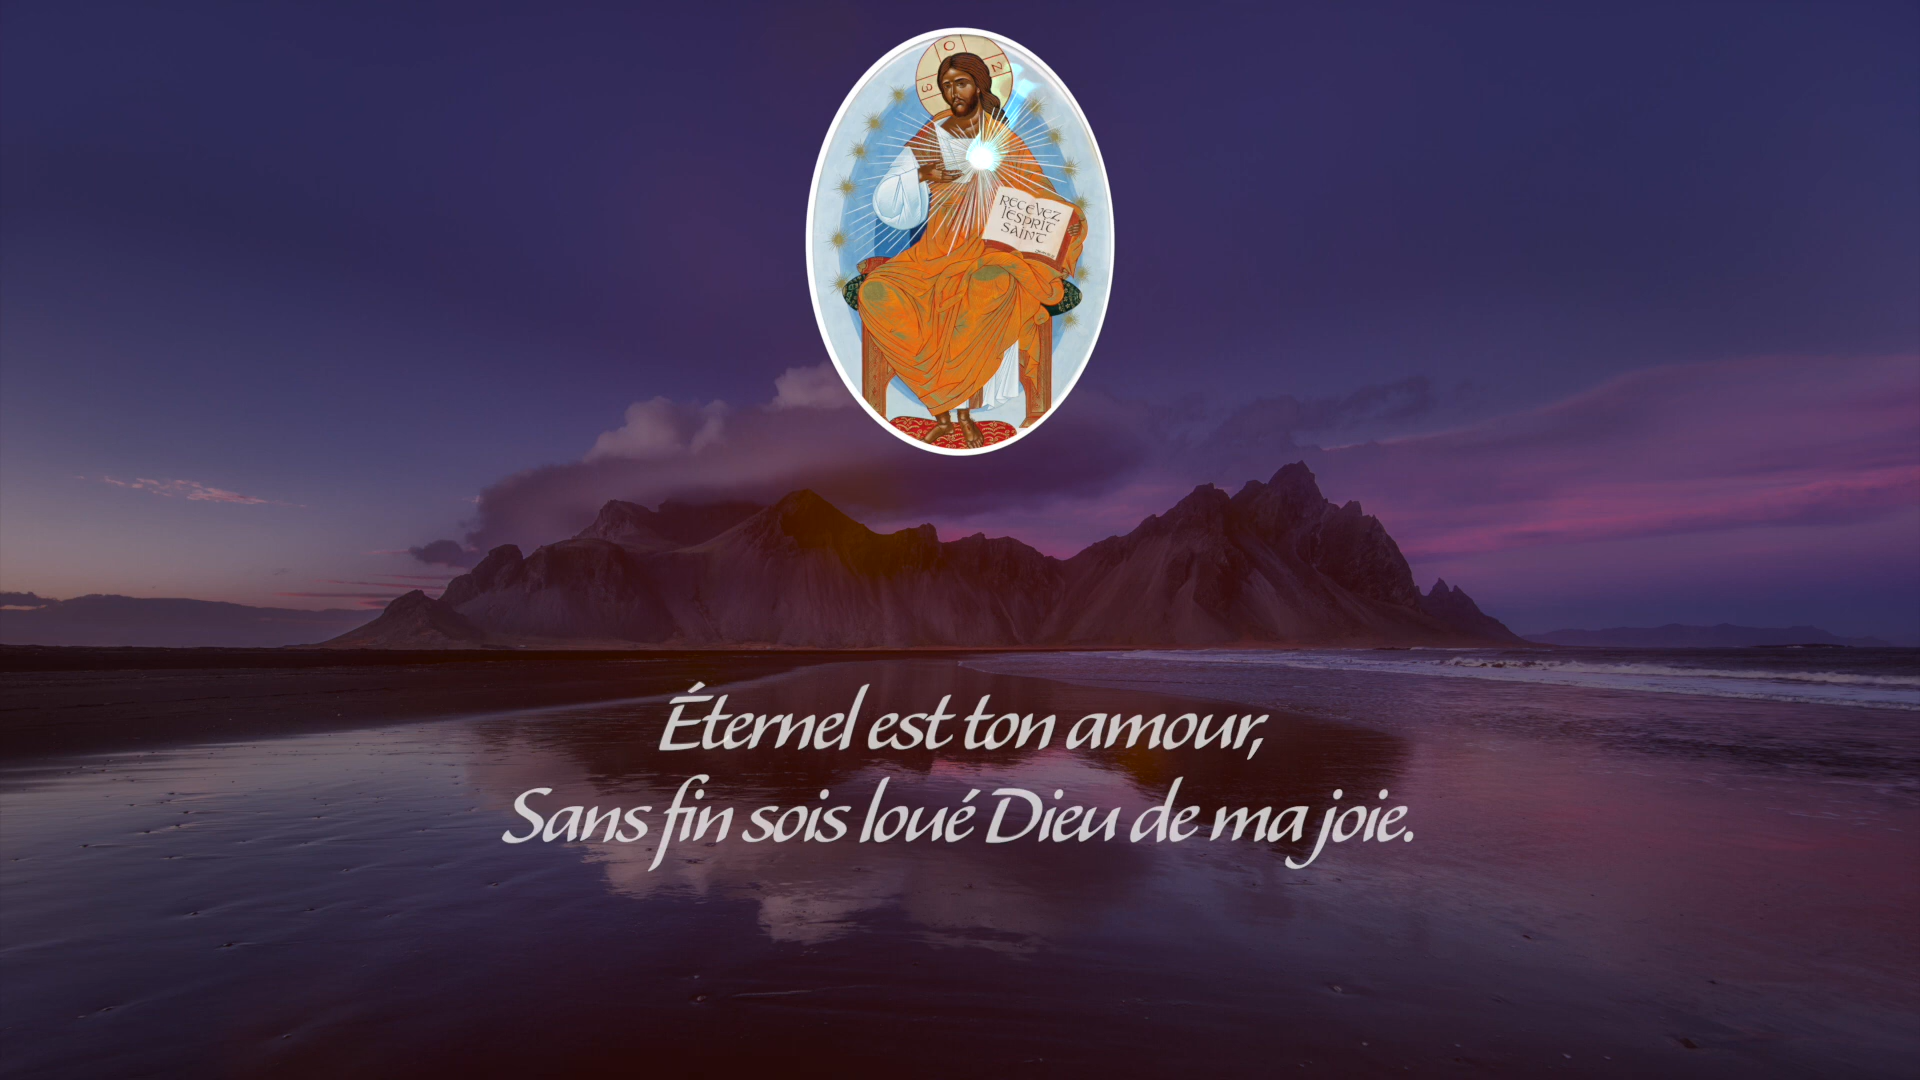 RECEVEZ
lESPRIT
SAINT
Éternel est ton amour,
Sans fin sois loué Dieu de ma joie.